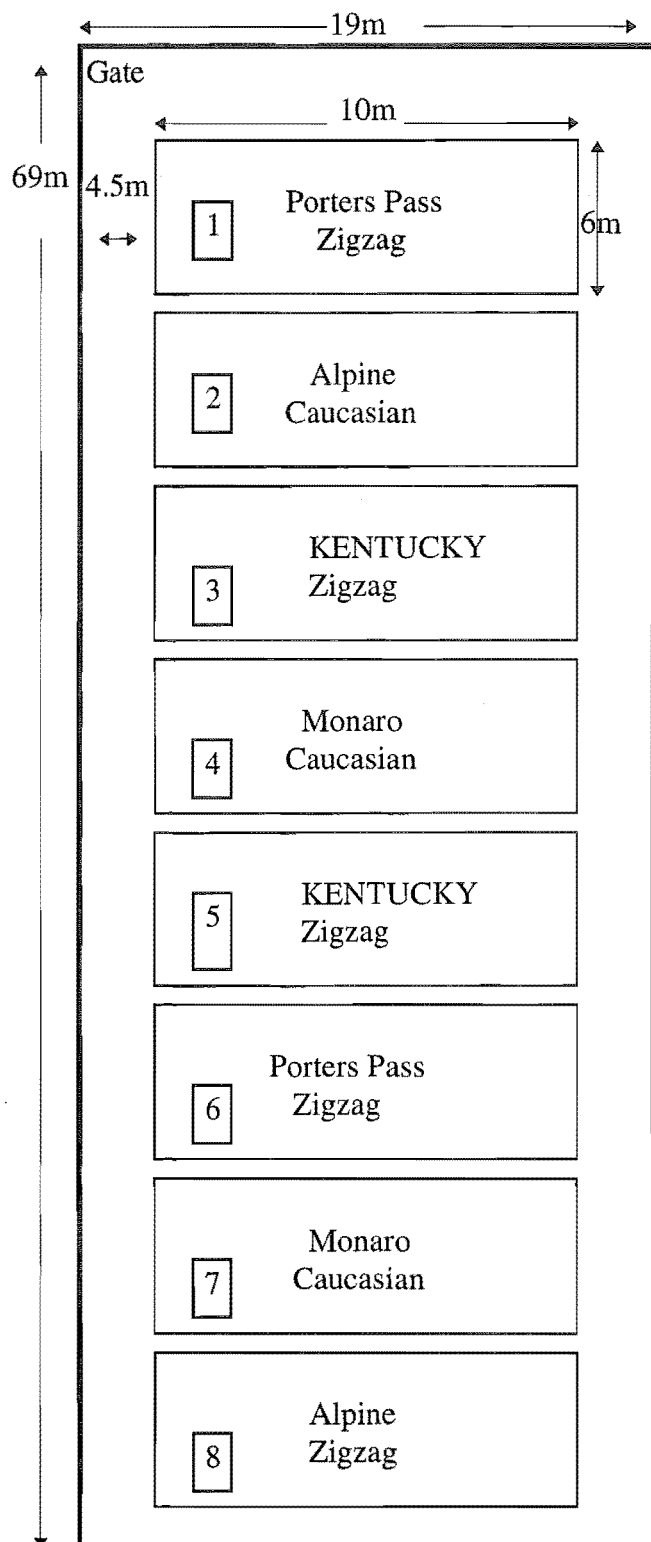 19m
Gate
10m
69m
4.5m
1
Porters Pass
Zigzag
6m
2
Alpine
Caucasian
3
KENTUCKY
Zigzag
4
Monaro
Caucasian
5
KENTUCKY
Zigzag
6
Porters Pass
Zigzag
7
Monaro
Caucasian
8
Alpine
Zigzag